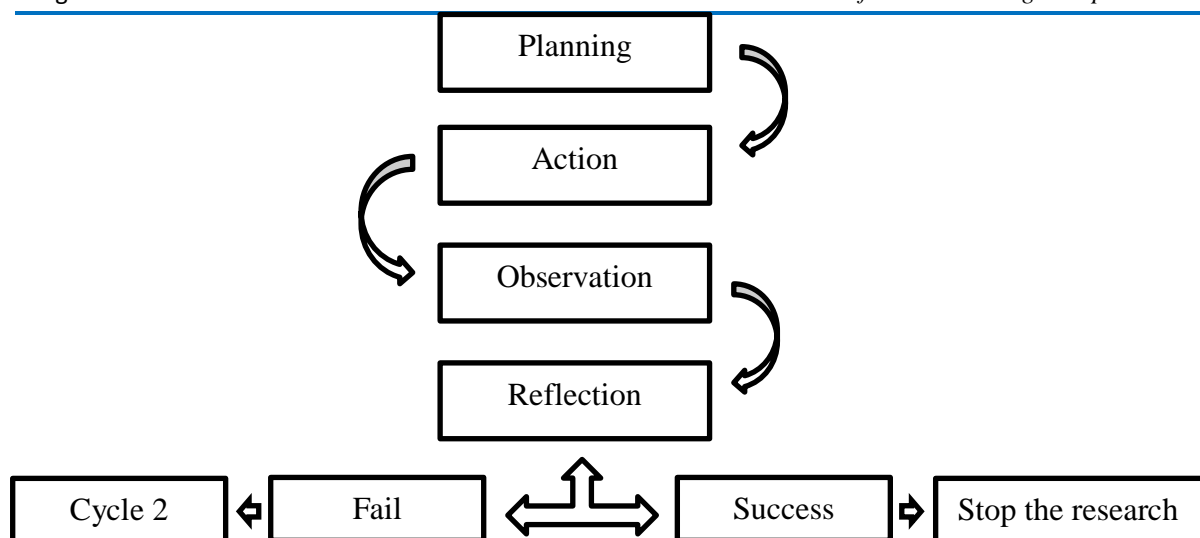 Planning
Action
Observation
Reflection
Cycle 2
Fail
Success
Stop the research